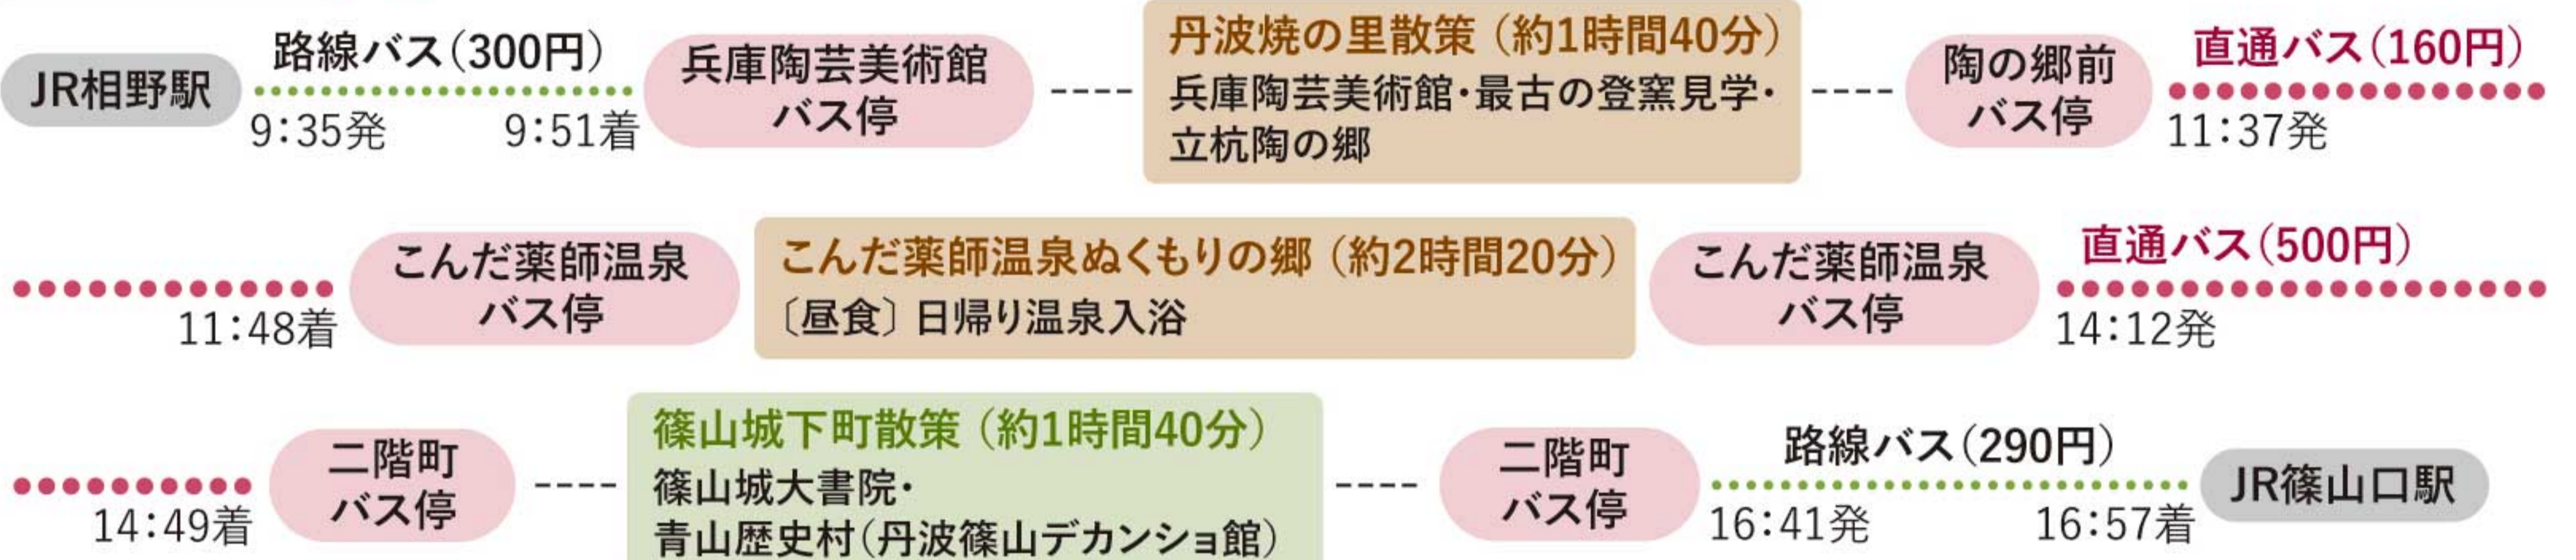 JR相野駅
路線バス(300円)
9:35発
9:51着
兵庫陶芸美術館
バス停
丹波焼の里散策(約1時間40分)
兵庫陶芸美術館・最古の登窯見学・
立杭陶の郷
陶の郷前
バス停
直通バス(160円)
11:37発
11:48着
こんだ薬師温泉
バス停
こんだ薬師温泉ぬくもりの郷(約2時間20分)
〔昼食〕日帰り温泉入浴
こんだ薬師温泉
バス停
直通バス(500円)
14:12発
14:49着
二階町
バス停
篠山城下町散策(約1時間40分)
篠山城大書院・
青山歴史村(丹波篠山デカンショ館)
二階町
バス停
路線バス(290円)
16:41発
16:57着
JR篠山口駅